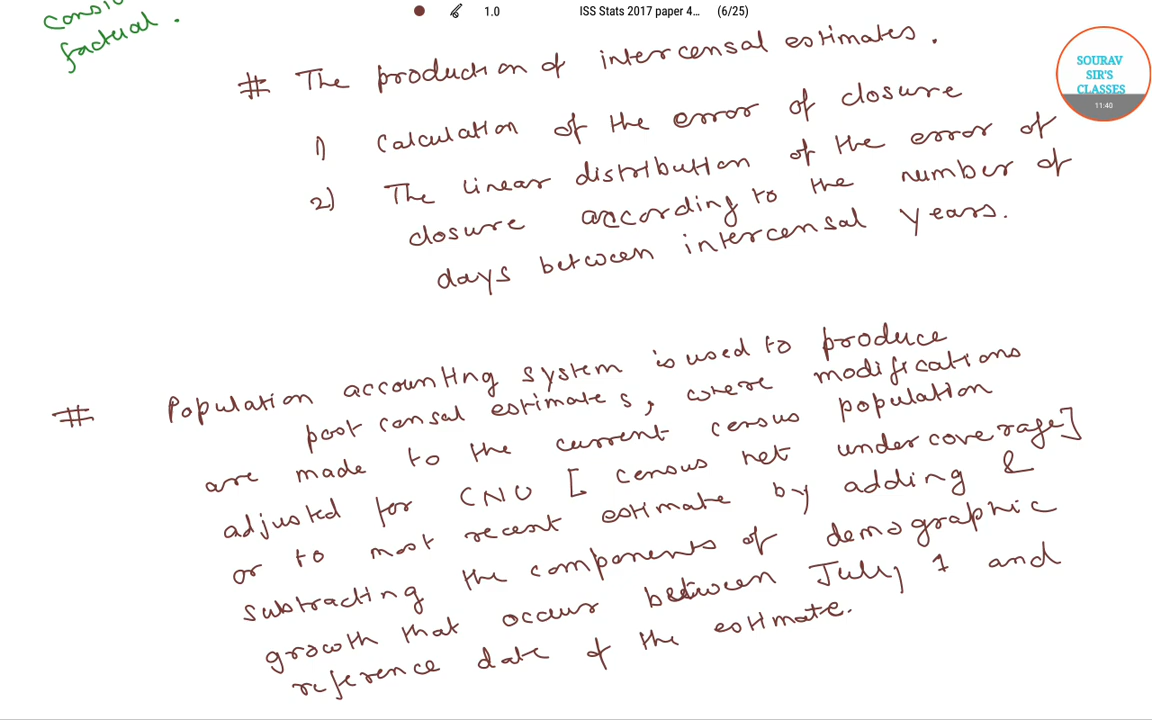 1.0 ISS Stats 2017 paper 4... (6/25)
factual.
SOURAV
SIR'S
CLASSES
11:40
# The production of intercensal estimates.
1) Calculation of the error of closure
2) The linear distribution of the error of
closure according to the number of
days between intercensal years.
# Population accounting system is used to produce
post censal estimates, where modifications
are made to the current census population
adjusted for CNU [census net undercoverage]
or to most recent estimate by adding &
subtracting the components of demographic
growth that occurs between July 1 and
reference date of the estimate.